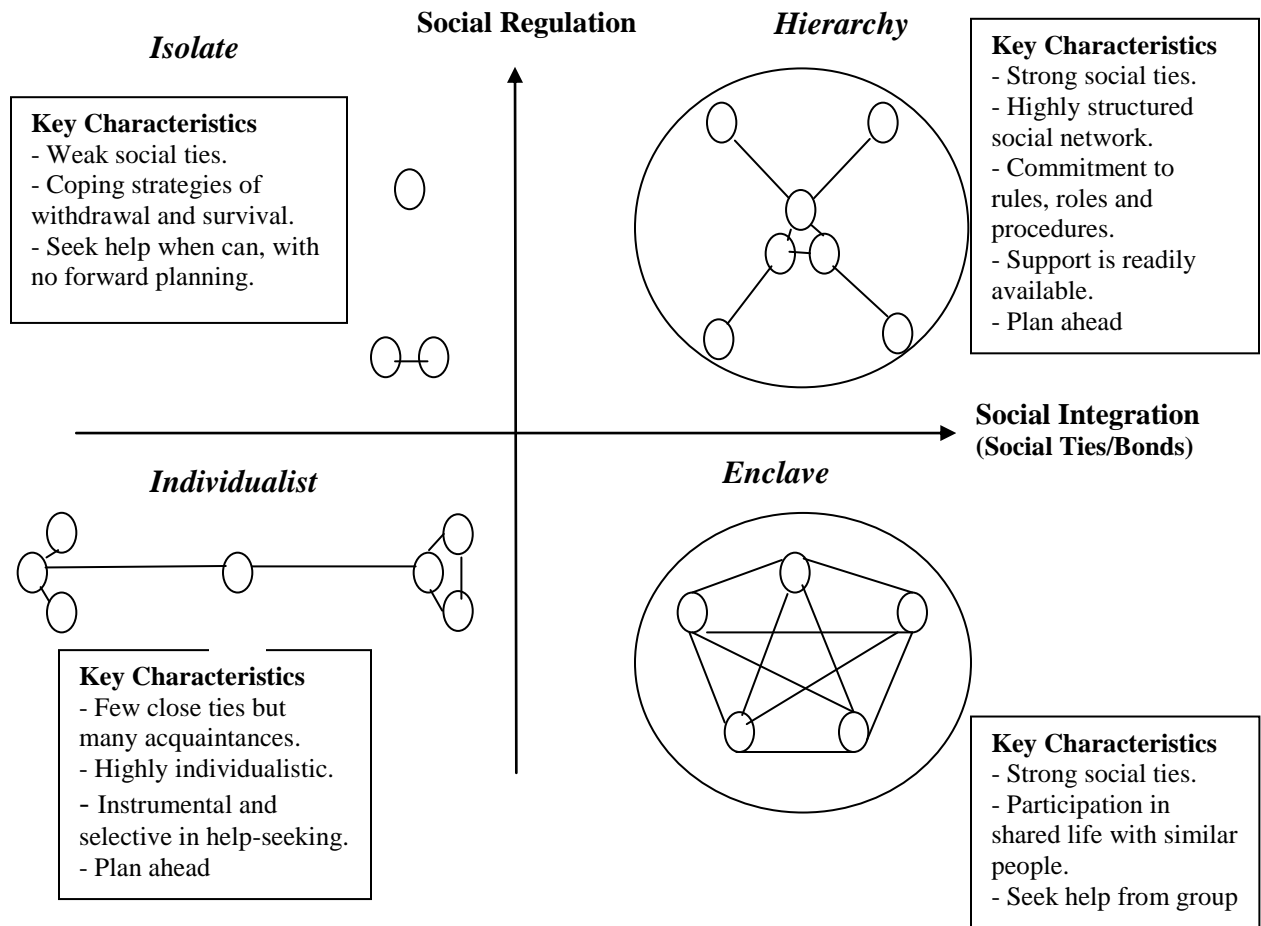 Social Regulation
Isolate
Hierarchy
Key Characteristics
- Weak social ties.
- Coping strategies of
withdrawal and survival.
- Seek help when can, with
no forward planning.
Key Characteristics
- Strong social ties.
- Highly structured
social network.
- Commitment to
rules, roles and
procedures.
- Support is readily
available.
- Plan ahead
Social Integration
(Social Ties/Bonds)
Individualist
Enclave
Key Characteristics
- Few close ties but
many acquaintances.
- Highly individualistic.
- Instrumental and
selective in help-seeking.
- Plan ahead
Key Characteristics
- Strong social ties.
- Participation in
shared life with similar
people.
- Seek help from group